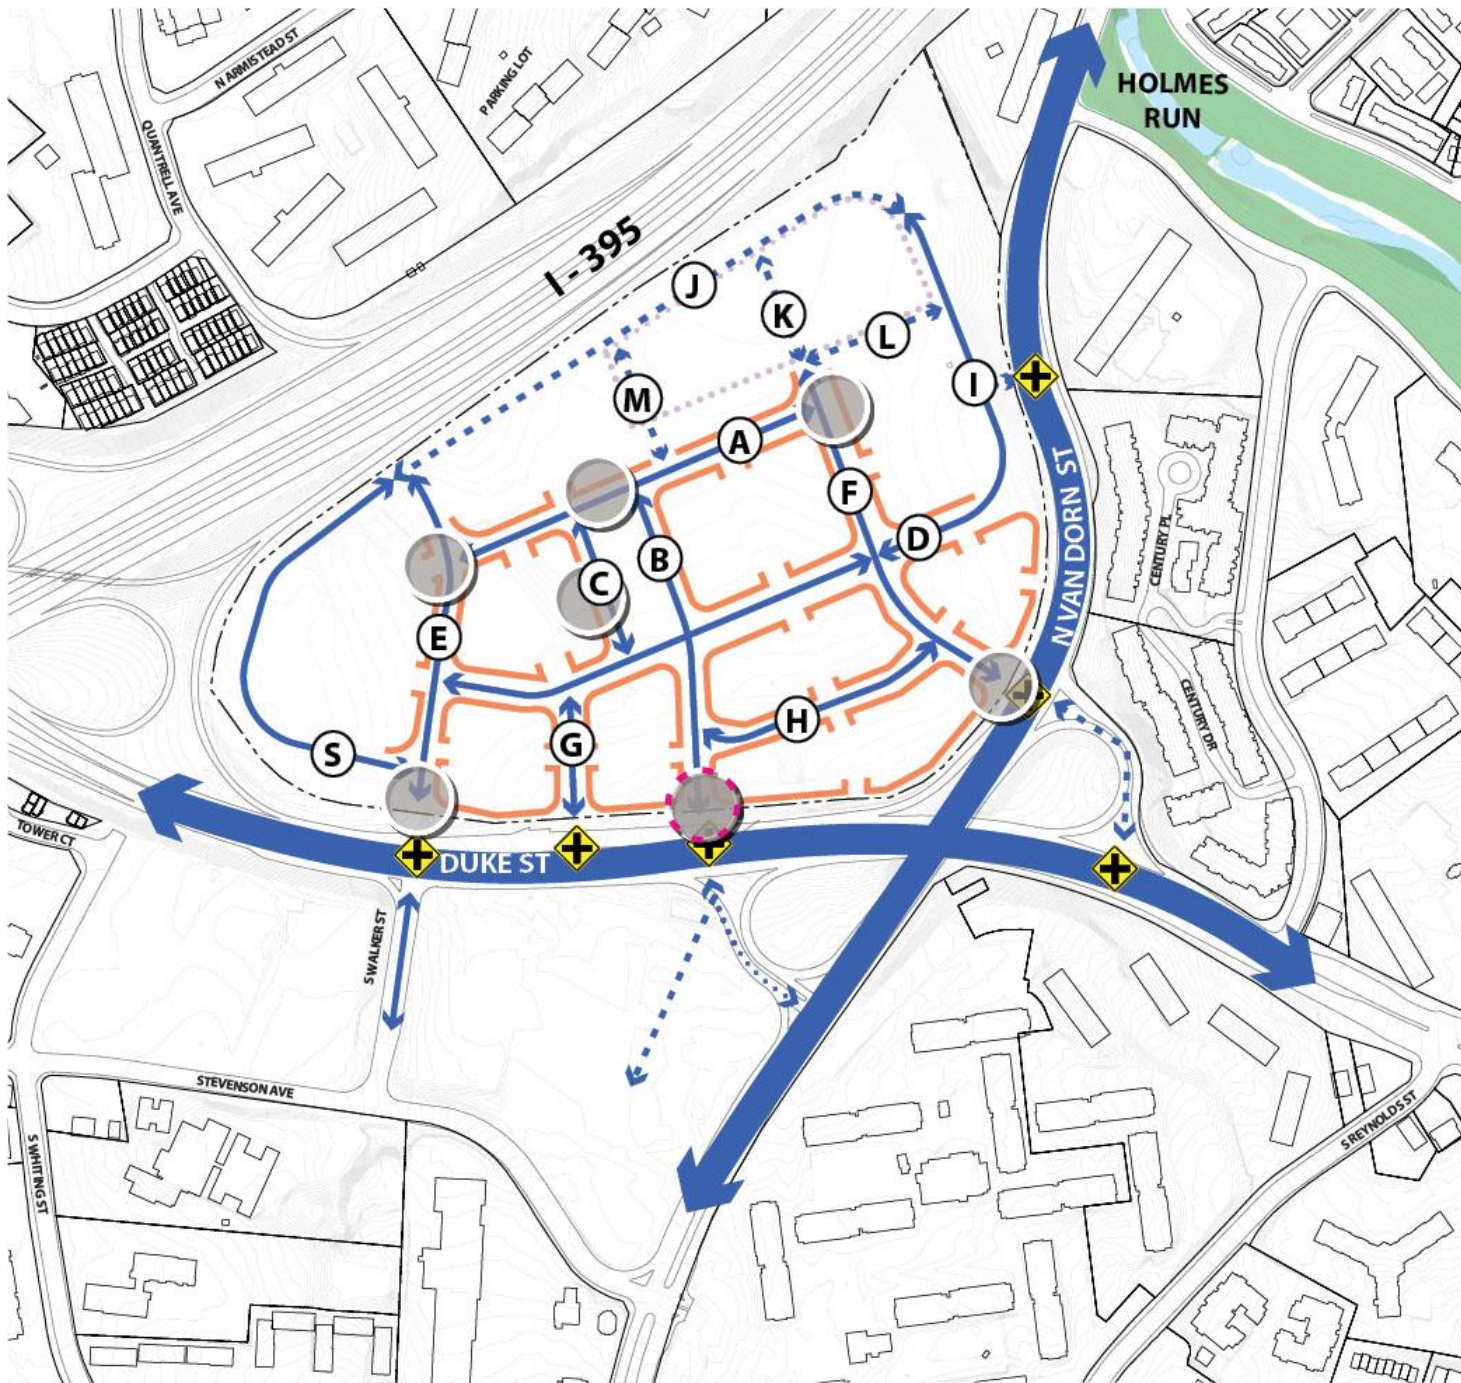 N ARMISTEAD ST
PARKING LOT
HOLMES
RUN
QUANTRELL AVE
I - 395
J
K
L
M
I
A
F
D
B
C
E
N VAN DORN ST
CENTURY PL
CENTURY DR
H
G
S
TOWER CT
DUKE ST
S WALKER ST
STEVENSON AVE
S WHITING ST
S REYNOLDS ST